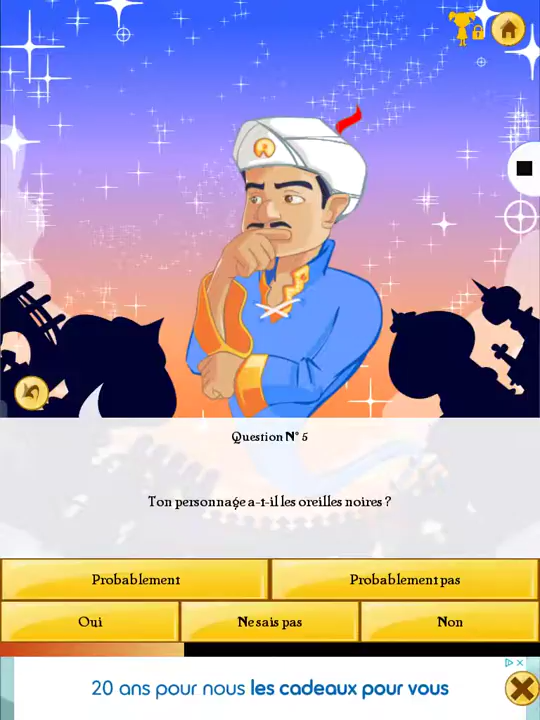 Question N° 5
Ton personnage a-t-il les oreilles noires ?
Probablement
Probablement pas
Oui
Ne sais pas
Non
20 ans pour nous les cadeaux pour vous